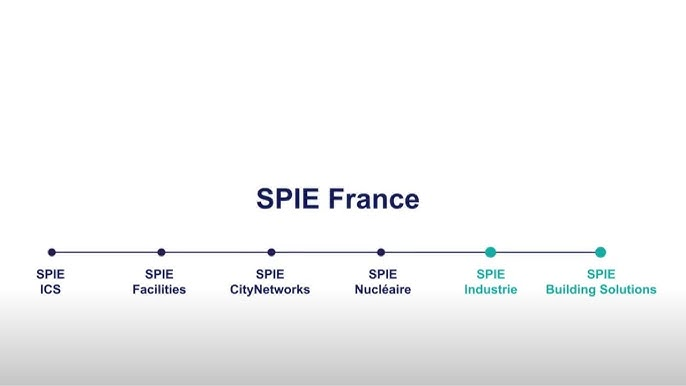 SPIE France
SPIE
ICS
SPIE
Facilities
SPIE
CityNetworks
SPIE
Nucléaire
SPIE
Industrie
SPIE
Building Solutions